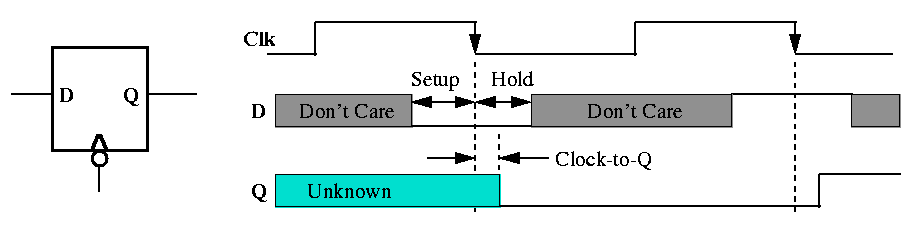 Clk
Setup Hold
D Q D Don't Care Don't Care
Clock-to-Q
Q Unknown